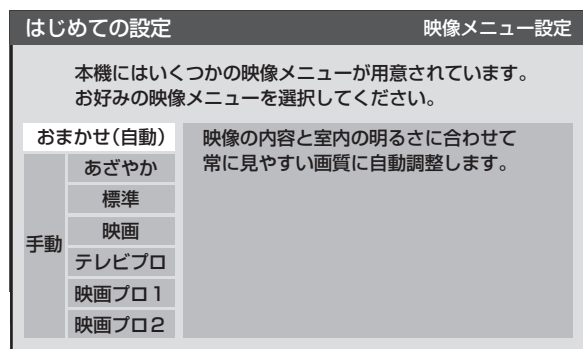 はじめての設定
映像メニュー設定
本機にはいくつかの映像メニューが用意されています。
お好みの映像メニューを選択してください。
おまかせ(自動)
映像の内容と室内の明るさに合わせて
常に見やすい画質に自動調整します。
手動
あざやか
標準
映画
テレビプロ
映画プロ1
映画プロ2